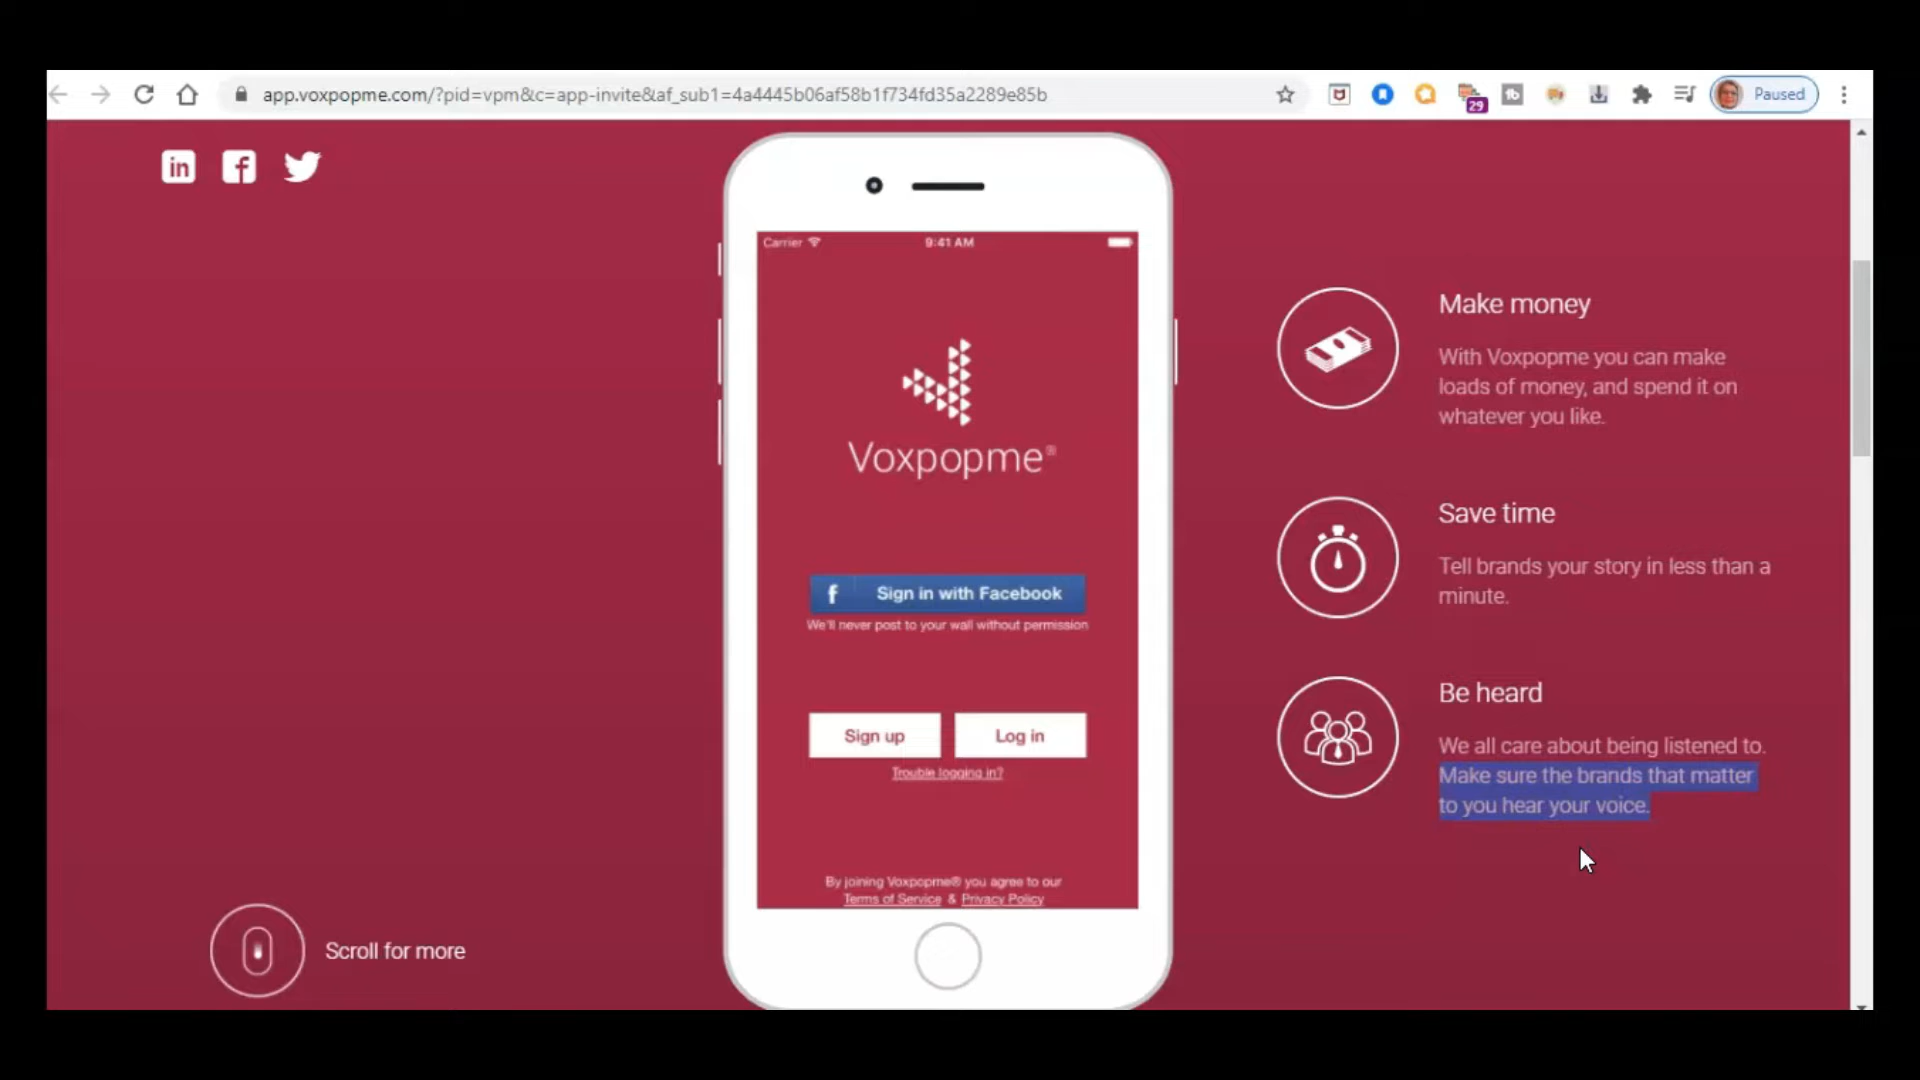 app.voxpopme.com/?pid=vpm&c=app-invite&af_sub1=4a4445b06af58b1f734fd35a2289e85b
29
Paused
Carrier
9:41 AM
Voxpopme®
Sign in with Facebook
We'll never post to your wall without permission
Sign up
Log in
Trouble logging in?
By joining Voxpopme® you agree to our
Terms of Service & Privacy Policy
Make money
With Voxpopme you can make
loads of money, and spend it on
whatever you like.
Save time
Tell brands your story in less than a
minute.
Be heard
We all care about being listened to.
Make sure the brands that matter
to you hear your voice.
Scroll for more